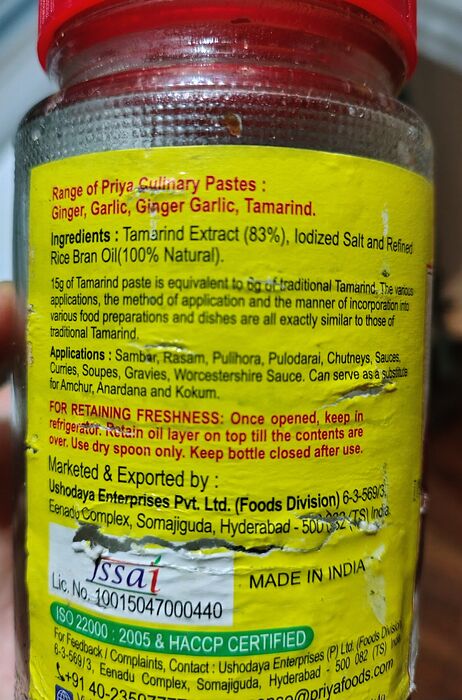 Range of Priya Culinary Pastes :
Ginger, Garlic, Ginger Garlic, Tamarind.
Ingredients : Tamarind Extract (83%), Iodized Salt and Refined
Rice Bran Oil(100% Natural).
15g of Tamarind paste is equivalent to 6g of traditional Tamarind. The various
applications, the method of application and the manner of incorporation into
various food preparations and dishes are all exactly similar to those of
traditional Tamarind.
Applications : Sambar, Rasam, Pulihora, Pulodarai, Chutneys, Sauces,
Curries, Soupes, Gravies, Worcestershire Sauce. Can serve as a substitute
for Amchur, Anardana and Kokum.
FOR RETAINING FRESHNESS: Once opened, keep in
refrigerator. Retain oil layer on top till the contents are
over. Use dry spoon only. Keep bottle closed after use.
Marketed & Exported by :
Ushodaya Enterprises Pvt. Ltd. (Foods Division) 6-3-569/3,
Eenadu Complex, Somajiguda, Hyderabad - 500 082 (TS) India.
fssai
Lic. No. 10015047000440
MADE IN INDIA
ISO 22000 : 2005 & HACCP CERTIFIED
For Feedback / Complaints, Contact : Ushodaya Enterprises (P) Ltd. (Foods Division)
6-3-569/3, Eenadu Complex, Somajiguda, Hyderabad - 500 082 (TS)
+91 40-2359
@priyafoods.com